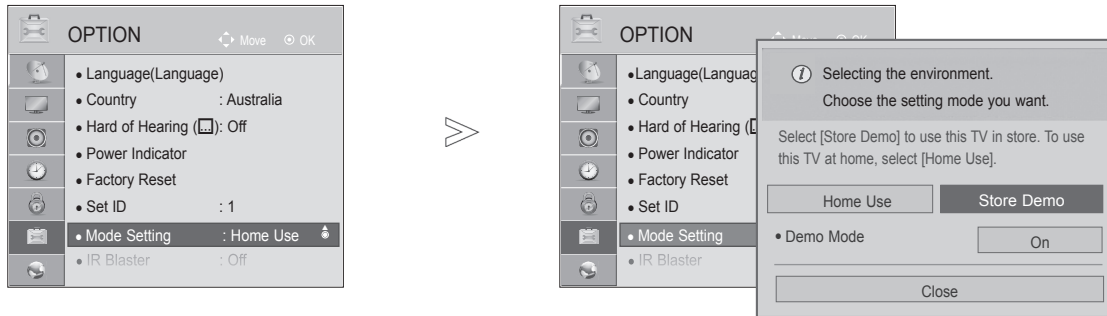 OPTION
Move OK
• Language(Language)
• Country : Australia
• Hard of Hearing (...): Off
• Power Indicator
• Factory Reset
• Set ID : 1
• Mode Setting : Home Use
• IR Blaster : Off
OPTION
•Language(Languag
• Country
• Hard of Hearing (
• Power Indicator
• Factory Reset
• Set ID
• Mode Setting
• IR Blaster
i Selecting the environment.
Choose the setting mode you want.
Select [Store Demo] to use this TV in store. To use
this TV at home, select [Home Use].
Home Use Store Demo
• Demo Mode On
Close